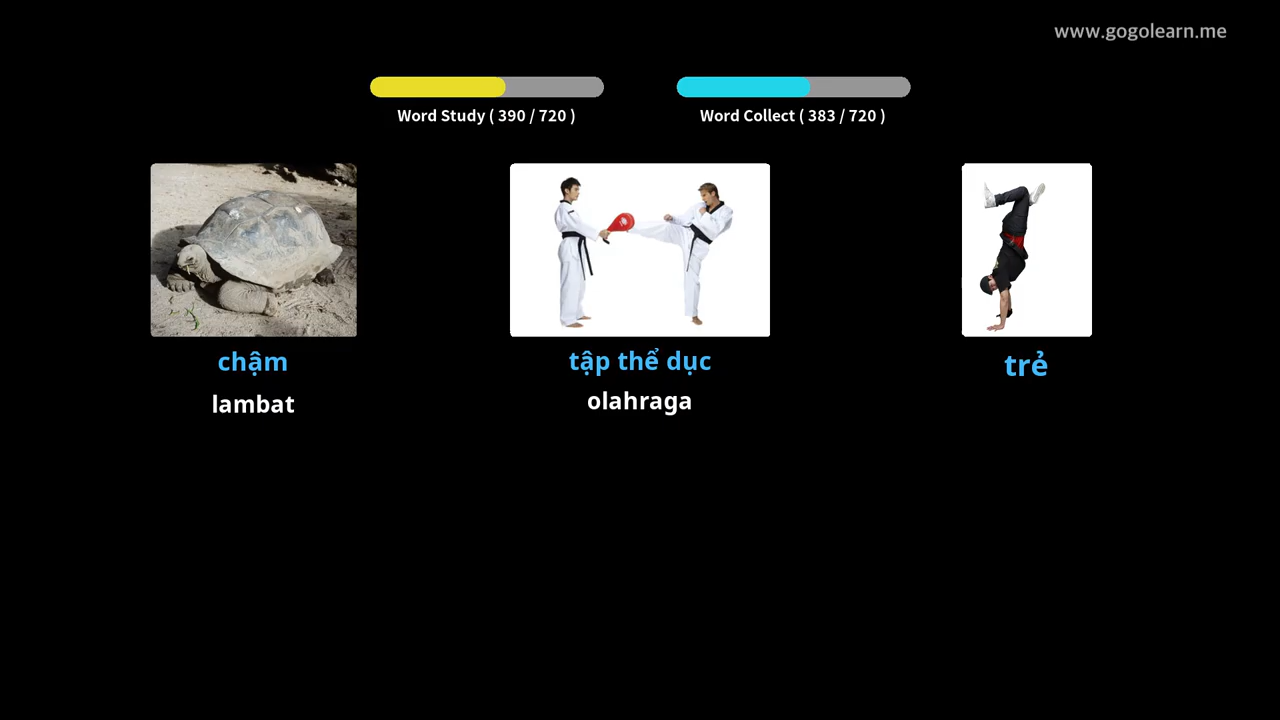 www.gogolearn.me
Word Study ( 390 / 720 )
Word Collect ( 383 / 720 )
chậm
tập thể dục
trẻ
lambat
olahraga